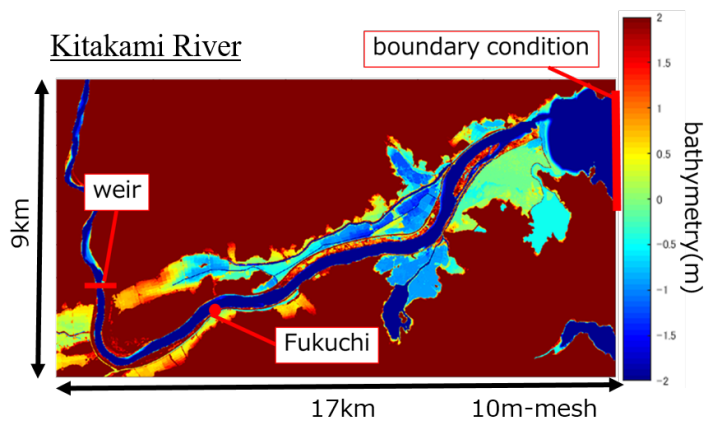 Kitakami River
boundary condition
weir
Fukuchi
9km
17km
10m-mesh
2
1.5
1
0.5
0
-0.5
-1
-1.5
-2
bathymetry(m)